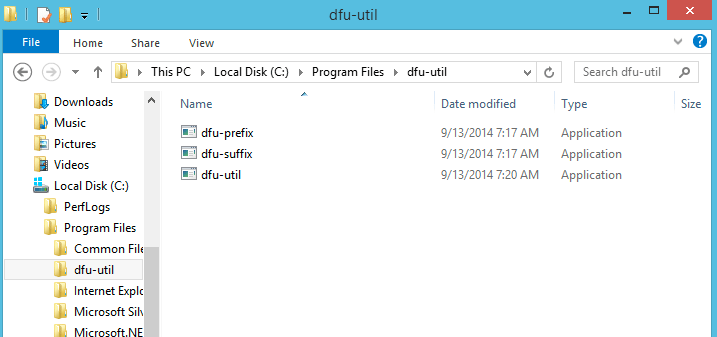 dfu-util
File Home Share View
This PC Local Disk (C:) Program Files dfu-util Search dfu-util
Downloads
Music
Pictures
Videos
Local Disk (C:)
PerfLogs
Program Files
Common File
dfu-util
Internet Explo
Microsoft Silv
Microsoft.NE
Name Date modified Type Size
dfu-prefix 9/13/2014 7:17 AM Application
dfu-suffix 9/13/2014 7:17 AM Application
dfu-util 9/13/2014 7:20 AM Application